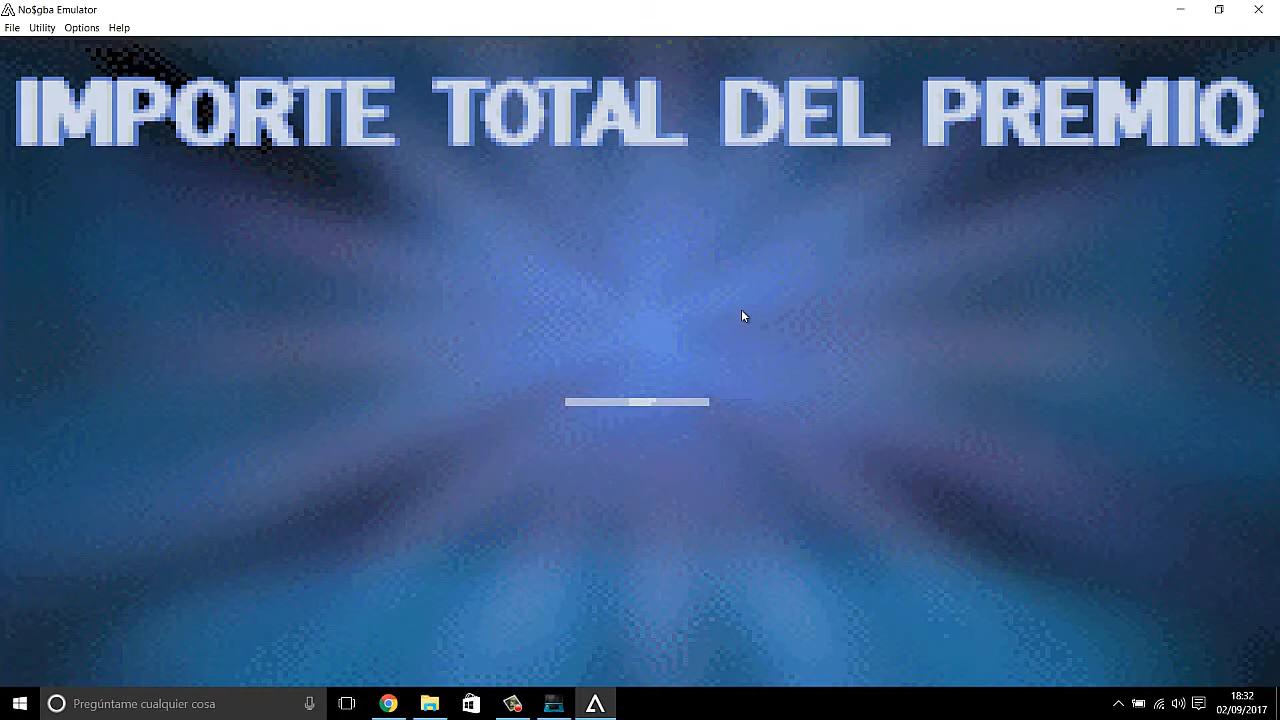 No$gba Emulator
File Utility Options Help
IMPORTE TOTAL DEL PREMIO
Pregúntame cualquier cosa
18:32
02/09/2017